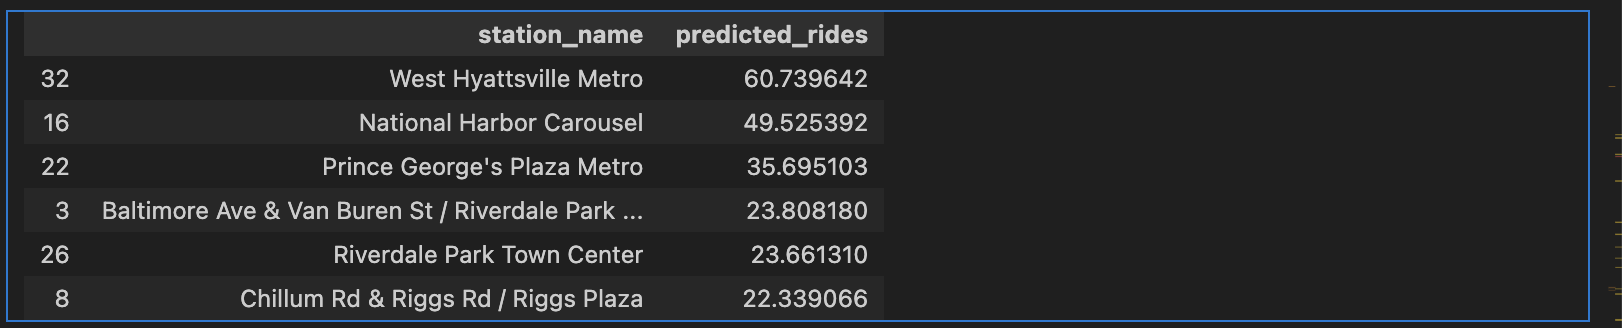 station_name predicted_rides
32 West Hyattsville Metro 60.739642
16 National Harbor Carousel 49.525392
22 Prince George's Plaza Metro 35.695103
3 Baltimore Ave & Van Buren St / Riverdale Park ... 23.808180
26 Riverdale Park Town Center 23.661310
8 Chillum Rd & Riggs Rd / Riggs Plaza 22.339066